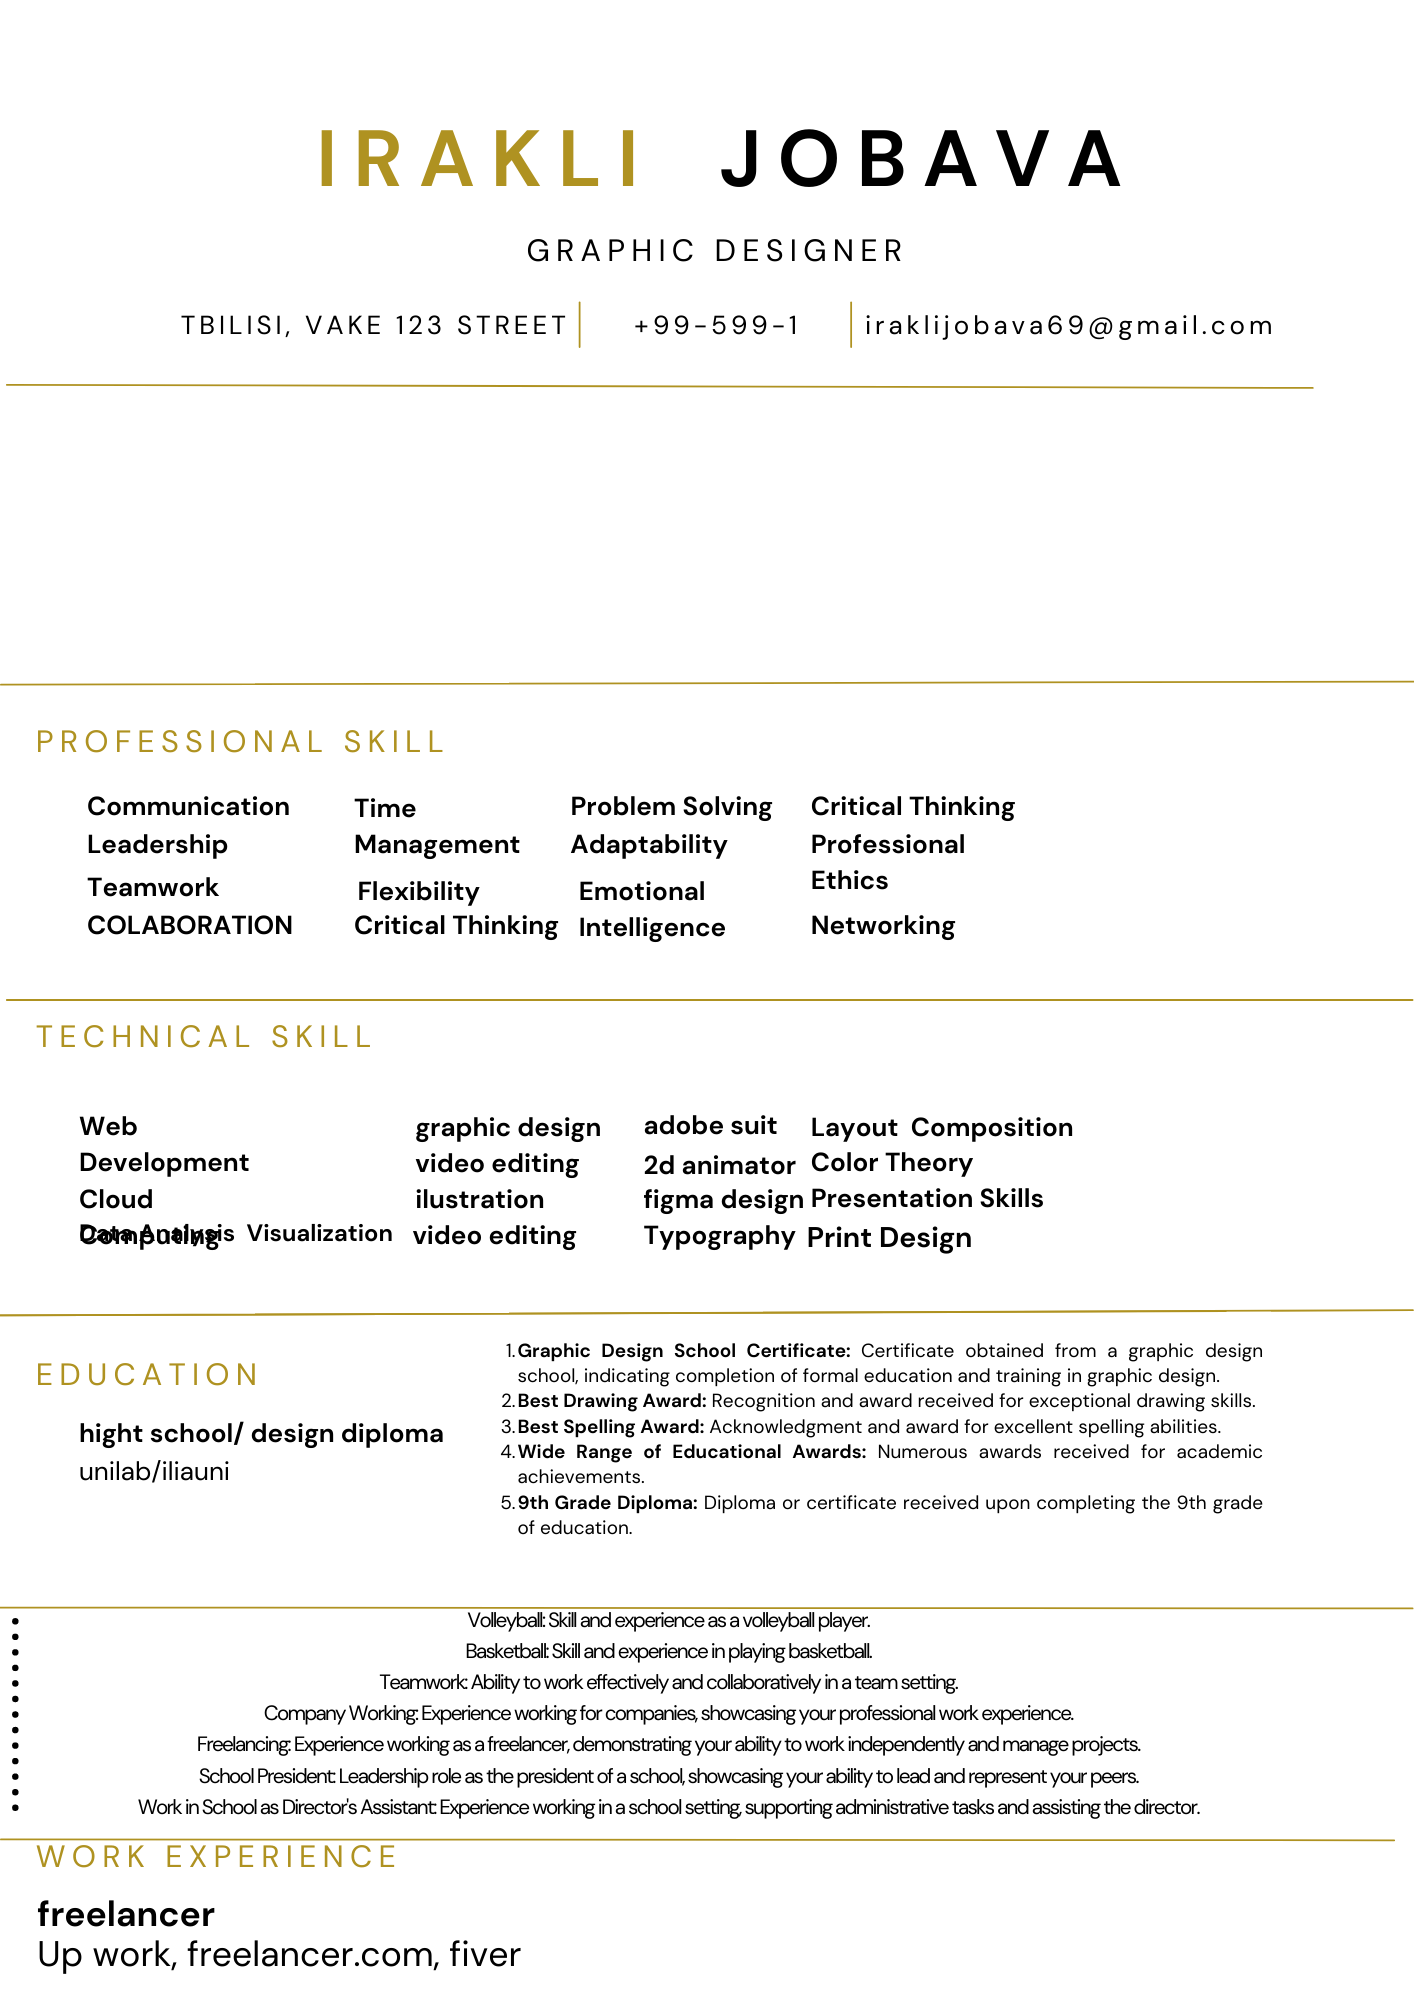 IRAKLI JOBAVA
GRAPHIC DESIGNER
TBILISI, VAKE 123 STREET
+99-599-1
iraklijobava69@gmail.com
PROFESSIONAL SKILL
Communication
Leadership
Teamwork
COLABORATION
Time
Management
Flexibility
Critical Thinking
Problem Solving
Adaptability
Emotional
Intelligence
Critical Thinking
Professional
Ethics
Networking
TECHNICAL SKILL
Web
Development
Cloud
Computing
Data Analysis Visualization
graphic design
video editing
ilustration
video editing
adobe suit
2d animator
figma design
Typography
Layout Composition
Color Theory
Presentation Skills
Print Design
EDUCATION
hight school/ design diploma
unilab/iliauni
1. Graphic Design School Certificate: Certificate obtained from a graphic design
school, indicating completion of formal education and training in graphic design.
2. Best Drawing Award: Recognition and award received for exceptional drawing skills.
3. Best Spelling Award: Acknowledgment and award for excellent spelling abilities.
4. Wide Range of Educational Awards: Numerous awards received for academic
achievements.
5. 9th Grade Diploma: Diploma or certificate received upon completing the 9th grade
of education.
Volleyball: Skill and experience as a volleyball player.
Basketball: Skill and experience in playing basketball.
Teamwork: Ability to work effectively and collaboratively in a team setting.
Company Working: Experience working for companies, showcasing your professional work experience.
Freelancing: Experience working as a freelancer, demonstrating your ability to work independently and manage projects.
School President: Leadership role as the president of a school, showcasing your ability to lead and represent your peers.
Work in School as Director's Assistant: Experience working in a school setting, supporting administrative tasks and assisting the director.
WORK EXPERIENCE
freelancer
Up work, freelancer.com, fiver